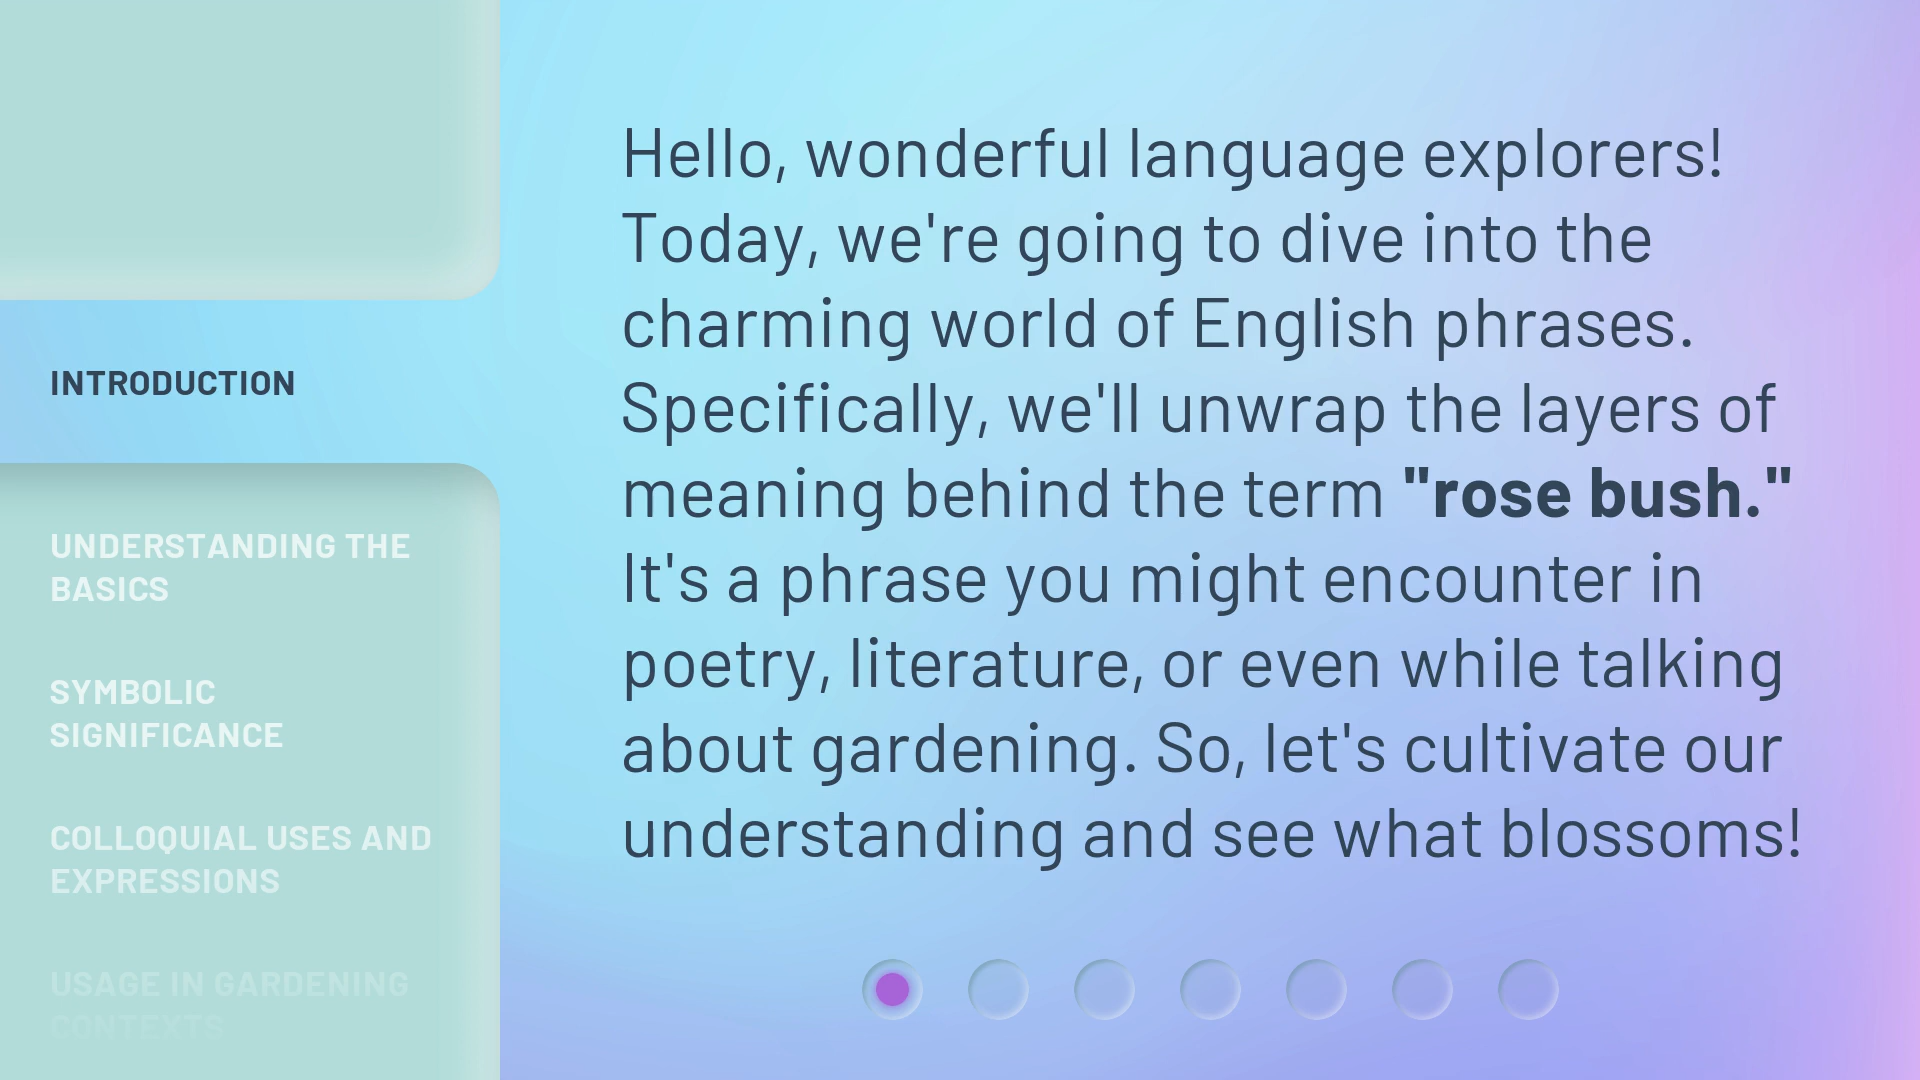 INTRODUCTION
UNDERSTANDING THE
BASICS
SYMBOLIC
SIGNIFICANCE
COLLOQUIAL USES AND
EXPRESSIONS
USAGE IN GARDENING
CONTEXTS
Hello, wonderful language explorers!
Today, we're going to dive into the
charming world of English phrases.
Specifically, we'll unwrap the layers of
meaning behind the term "rose bush."
It's a phrase you might encounter in
poetry, literature, or even while talking
about gardening. So, let's cultivate our
understanding and see what blossoms!